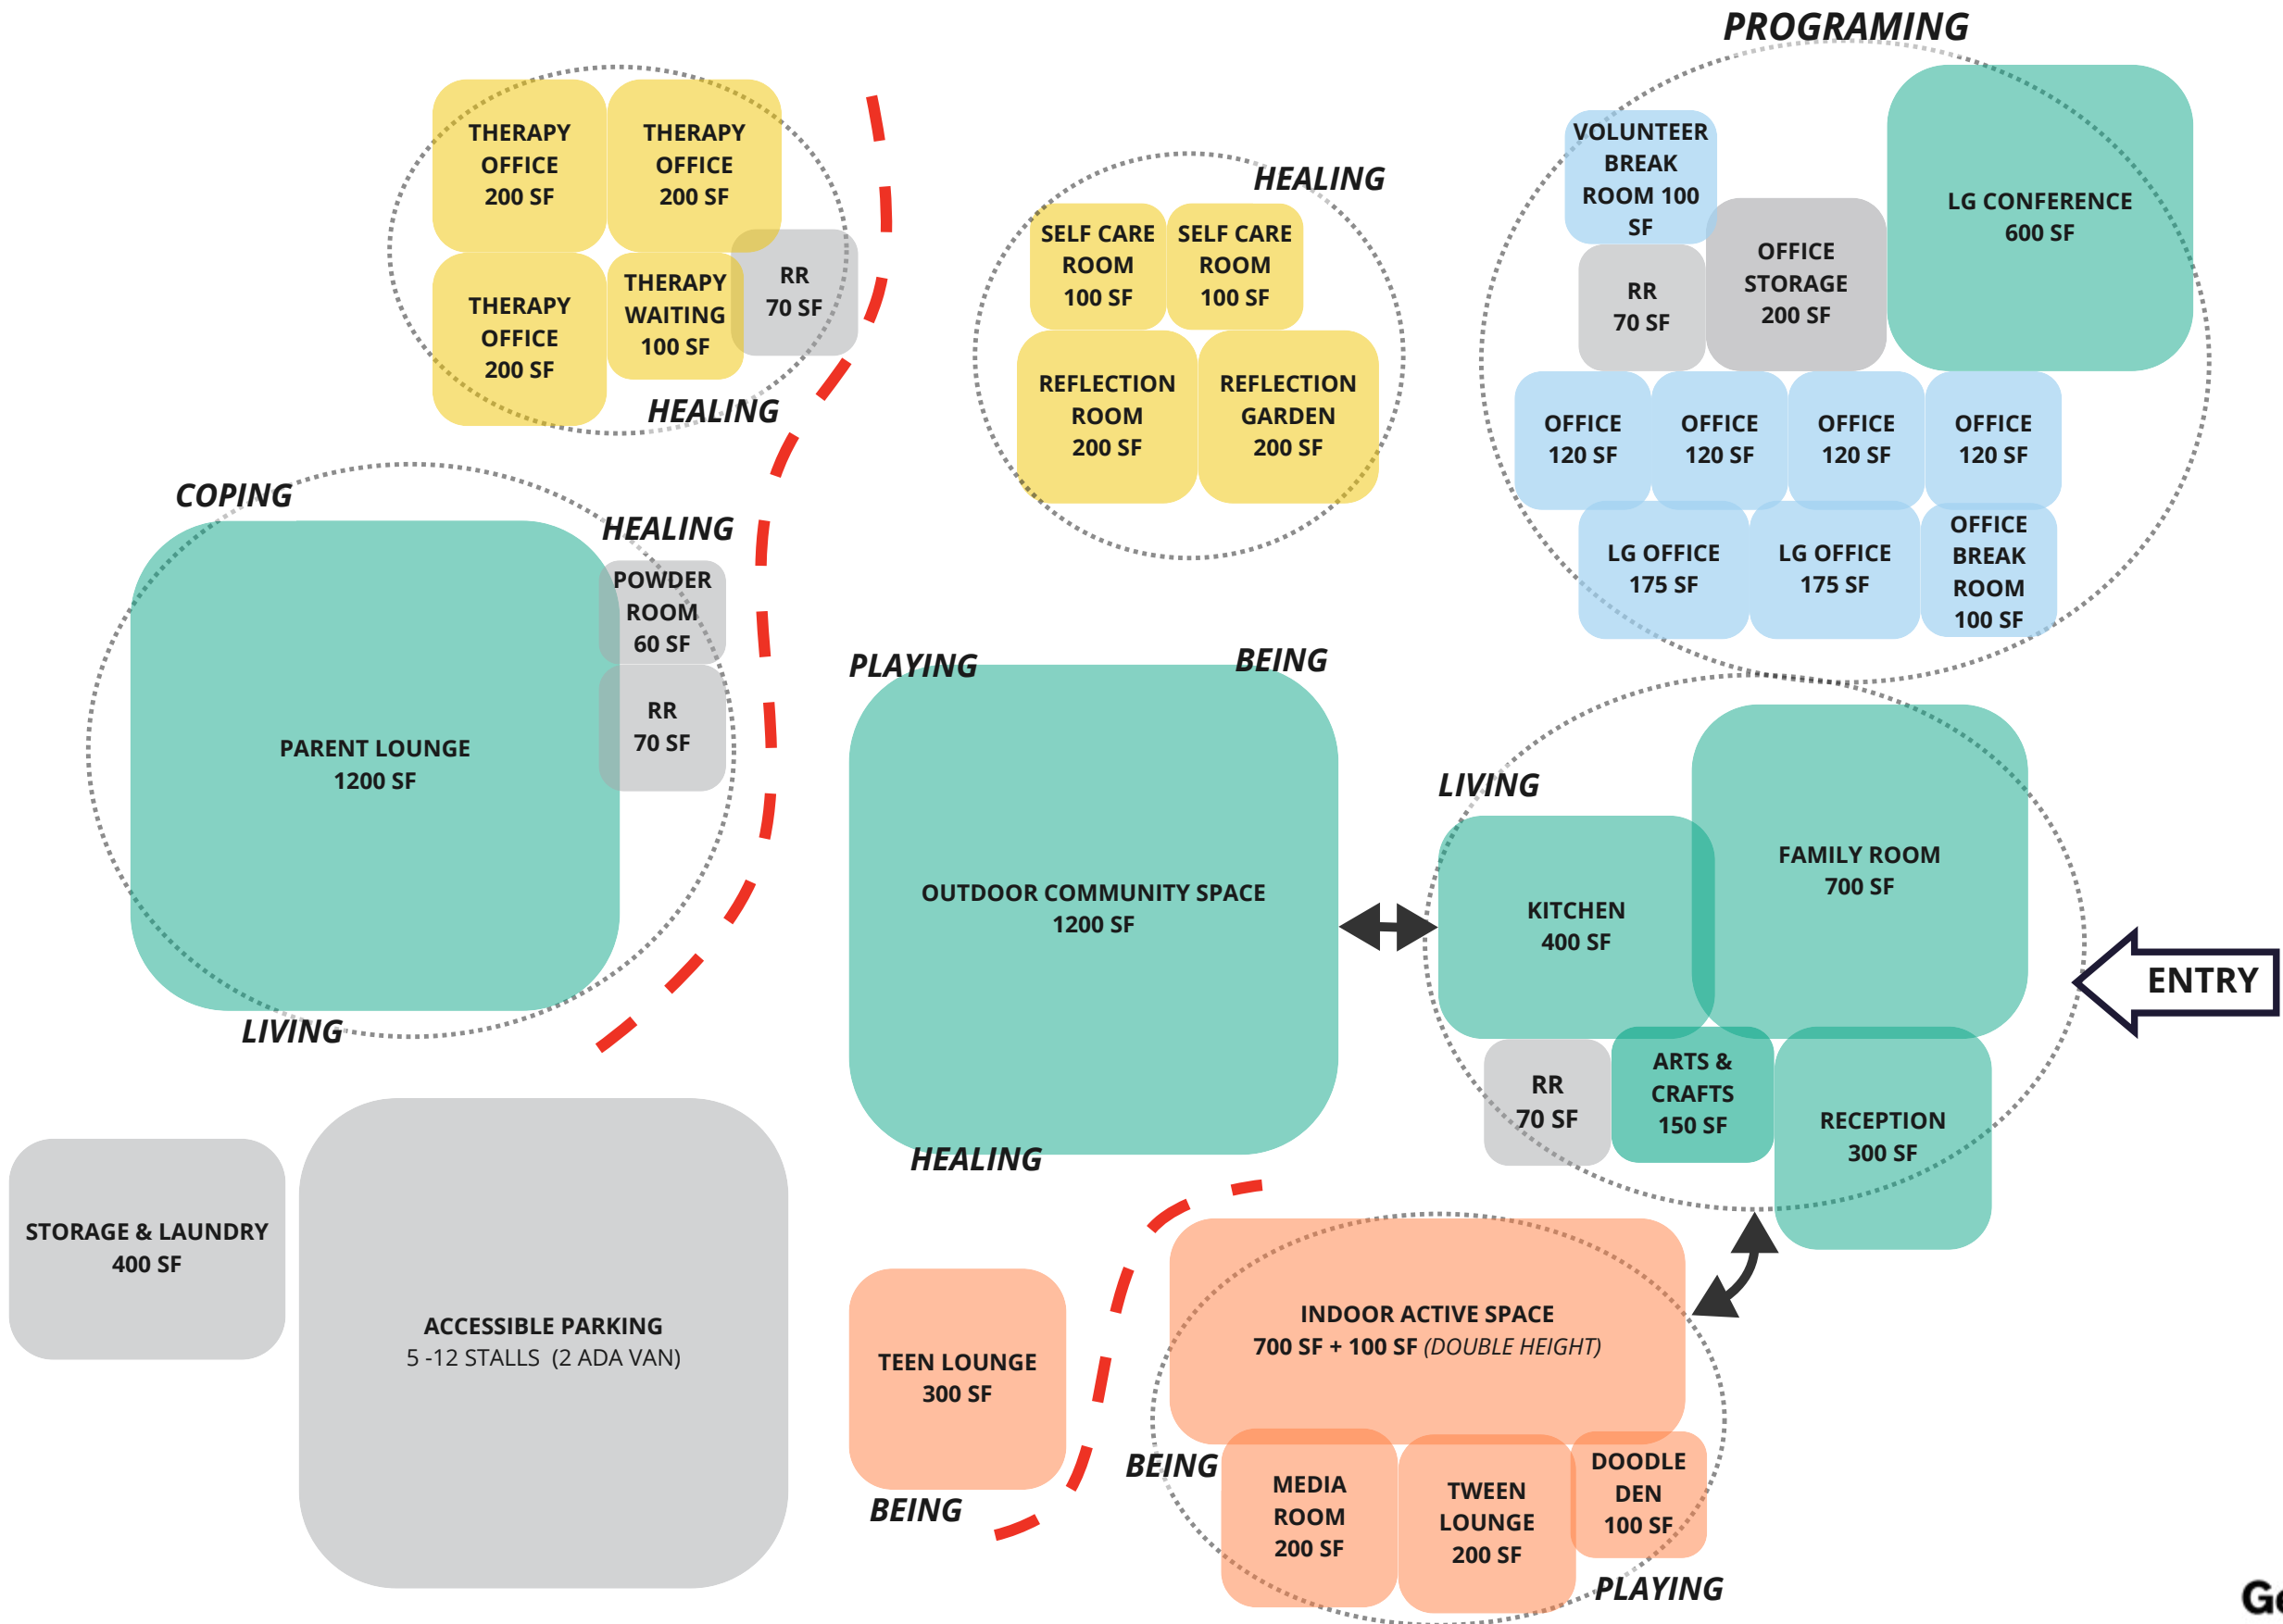 PROGRAMING
THERAPY
OFFICE
200 SF
THERAPY
OFFICE
200 SF
THERAPY
OFFICE
200 SF
THERAPY
WAITING
100 SF
RR
70 SF
HEALING
HEALING
SELF CARE
ROOM
100 SF
SELF CARE
ROOM
100 SF
REFLECTION
ROOM
200 SF
REFLECTION
GARDEN
200 SF
VOLUNTEER
BREAK
ROOM 100
SF
RR
70 SF
OFFICE
STORAGE
200 SF
LG CONFERENCE
600 SF
OFFICE
120 SF
OFFICE
120 SF
OFFICE
120 SF
OFFICE
120 SF
LG OFFICE
175 SF
LG OFFICE
175 SF
OFFICE
BREAK
ROOM
100 SF
COPING
HEALING
POWDER
ROOM
60 SF
RR
70 SF
PARENT LOUNGE
1200 SF
LIVING
PLAYING
BEING
OUTDOOR COMMUNITY SPACE
1200 SF
HEALING
LIVING
FAMILY ROOM
700 SF
KITCHEN
400 SF
ENTRY
RR
70 SF
ARTS &
CRAFTS
150 SF
RECEPTION
300 SF
STORAGE & LAUNDRY
400 SF
ACCESSIBLE PARKING
5 -12 STALLS (2 ADA VAN)
TEEN LOUNGE
300 SF
BEING
INDOOR ACTIVE SPACE
700 SF + 100 SF (DOUBLE HEIGHT)
BEING
MEDIA
ROOM
200 SF
TWEEN
LOUNGE
200 SF
DOODLE
DEN
100 SF
PLAYING